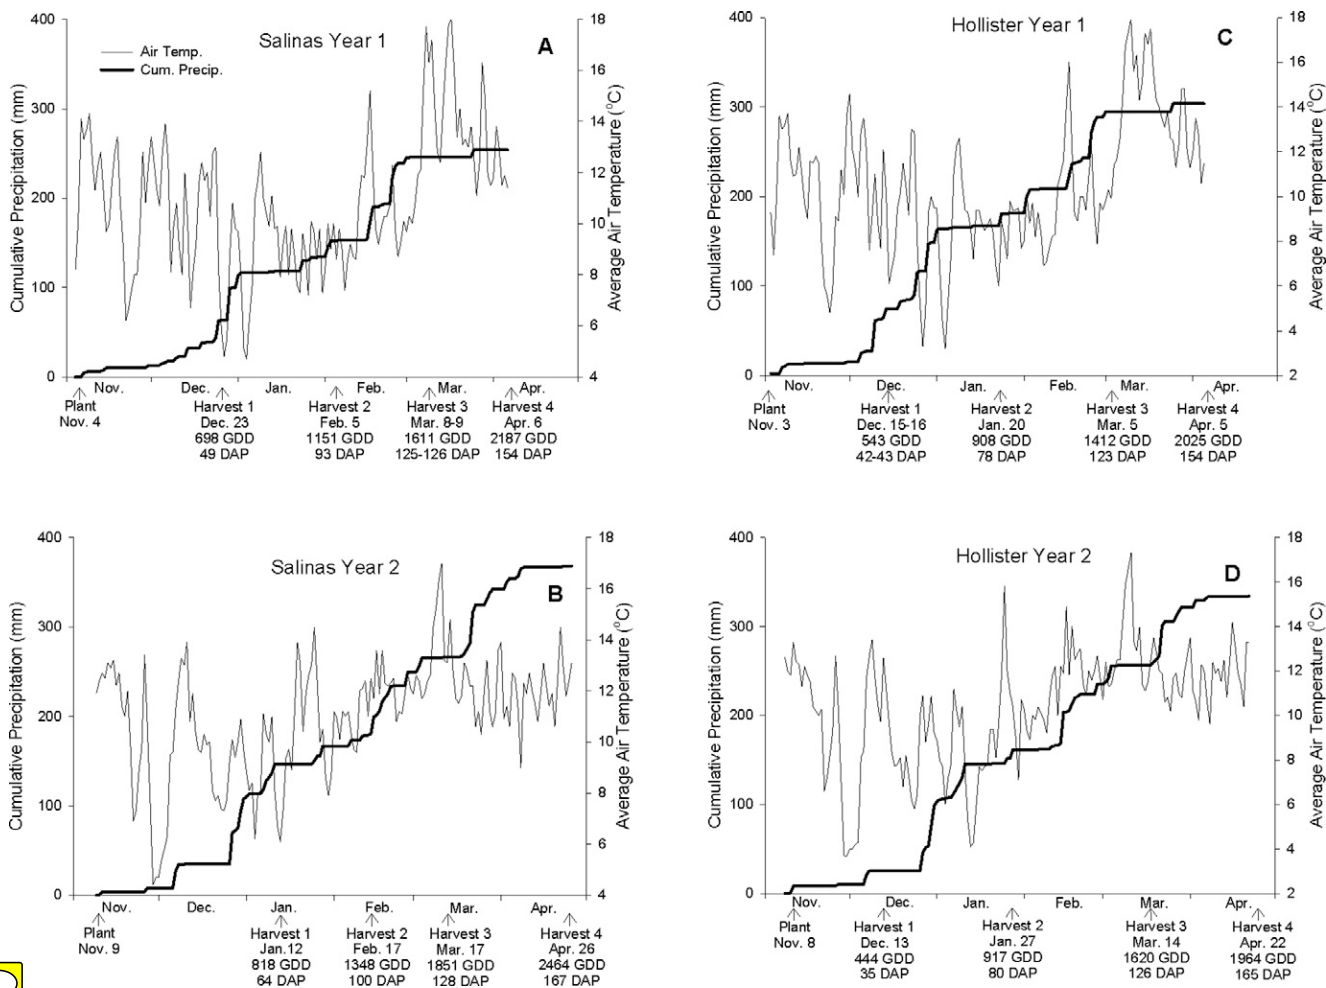 Salinas Year 1
A
Air Temp.
Cum. Precip.
Cumulative Precipitation (mm)
400
300
200
100
0
Average Air Temperature (°C)
18
16
14
12
10
8
6
4
Nov.
Dec.
Jan.
Feb.
Mar.
Apr.
Plant
Nov. 4
Harvest 1
Dec. 23
698 GDD
49 DAP
Harvest 2
Feb. 5
1151 GDD
93 DAP
Harvest 3
Mar. 8-9
1611 GDD
125-126 DAP
Harvest 4
Apr. 6
2187 GDD
154 DAP
Hollister Year 1
C
Cumulative Precipitation (mm)
400
300
200
100
0
Average Air Temperature (°C)
18
16
14
12
10
8
6
4
2
Nov.
Dec.
Jan.
Feb.
Mar.
Apr.
Plant
Nov. 3
Harvest 1
Dec. 15-16
543 GDD
42-43 DAP
Harvest 2
Jan. 20
908 GDD
78 DAP
Harvest 3
Mar. 5
1412 GDD
123 DAP
Harvest 4
Apr. 5
2025 GDD
154 DAP
Salinas Year 2
B
Cumulative Precipitation (mm)
400
300
200
100
0
Average Air Temperature (°C)
18
16
14
12
10
8
6
4
Nov.
Dec.
Jan.
Feb.
Mar.
Apr.
Plant
Nov. 9
Harvest 1
Jan.12
818 GDD
64 DAP
Harvest 2
Feb. 17
1348 GDD
100 DAP
Harvest 3
Mar. 17
1851 GDD
128 DAP
Harvest 4
Apr. 26
2464 GDD
167 DAP
Hollister Year 2
D
Cumulative Precipitation (mm)
400
300
200
100
0
Average Air Temperature (°C)
18
16
14
12
10
8
6
4
2
Nov.
Dec.
Jan.
Feb.
Mar.
Apr.
Plant
Nov. 8
Harvest 1
Dec. 13
444 GDD
35 DAP
Harvest 2
Jan. 27
917 GDD
80 DAP
Harvest 3
Mar. 14
1620 GDD
126 DAP
Harvest 4
Apr. 22
1964 GDD
165 DAP